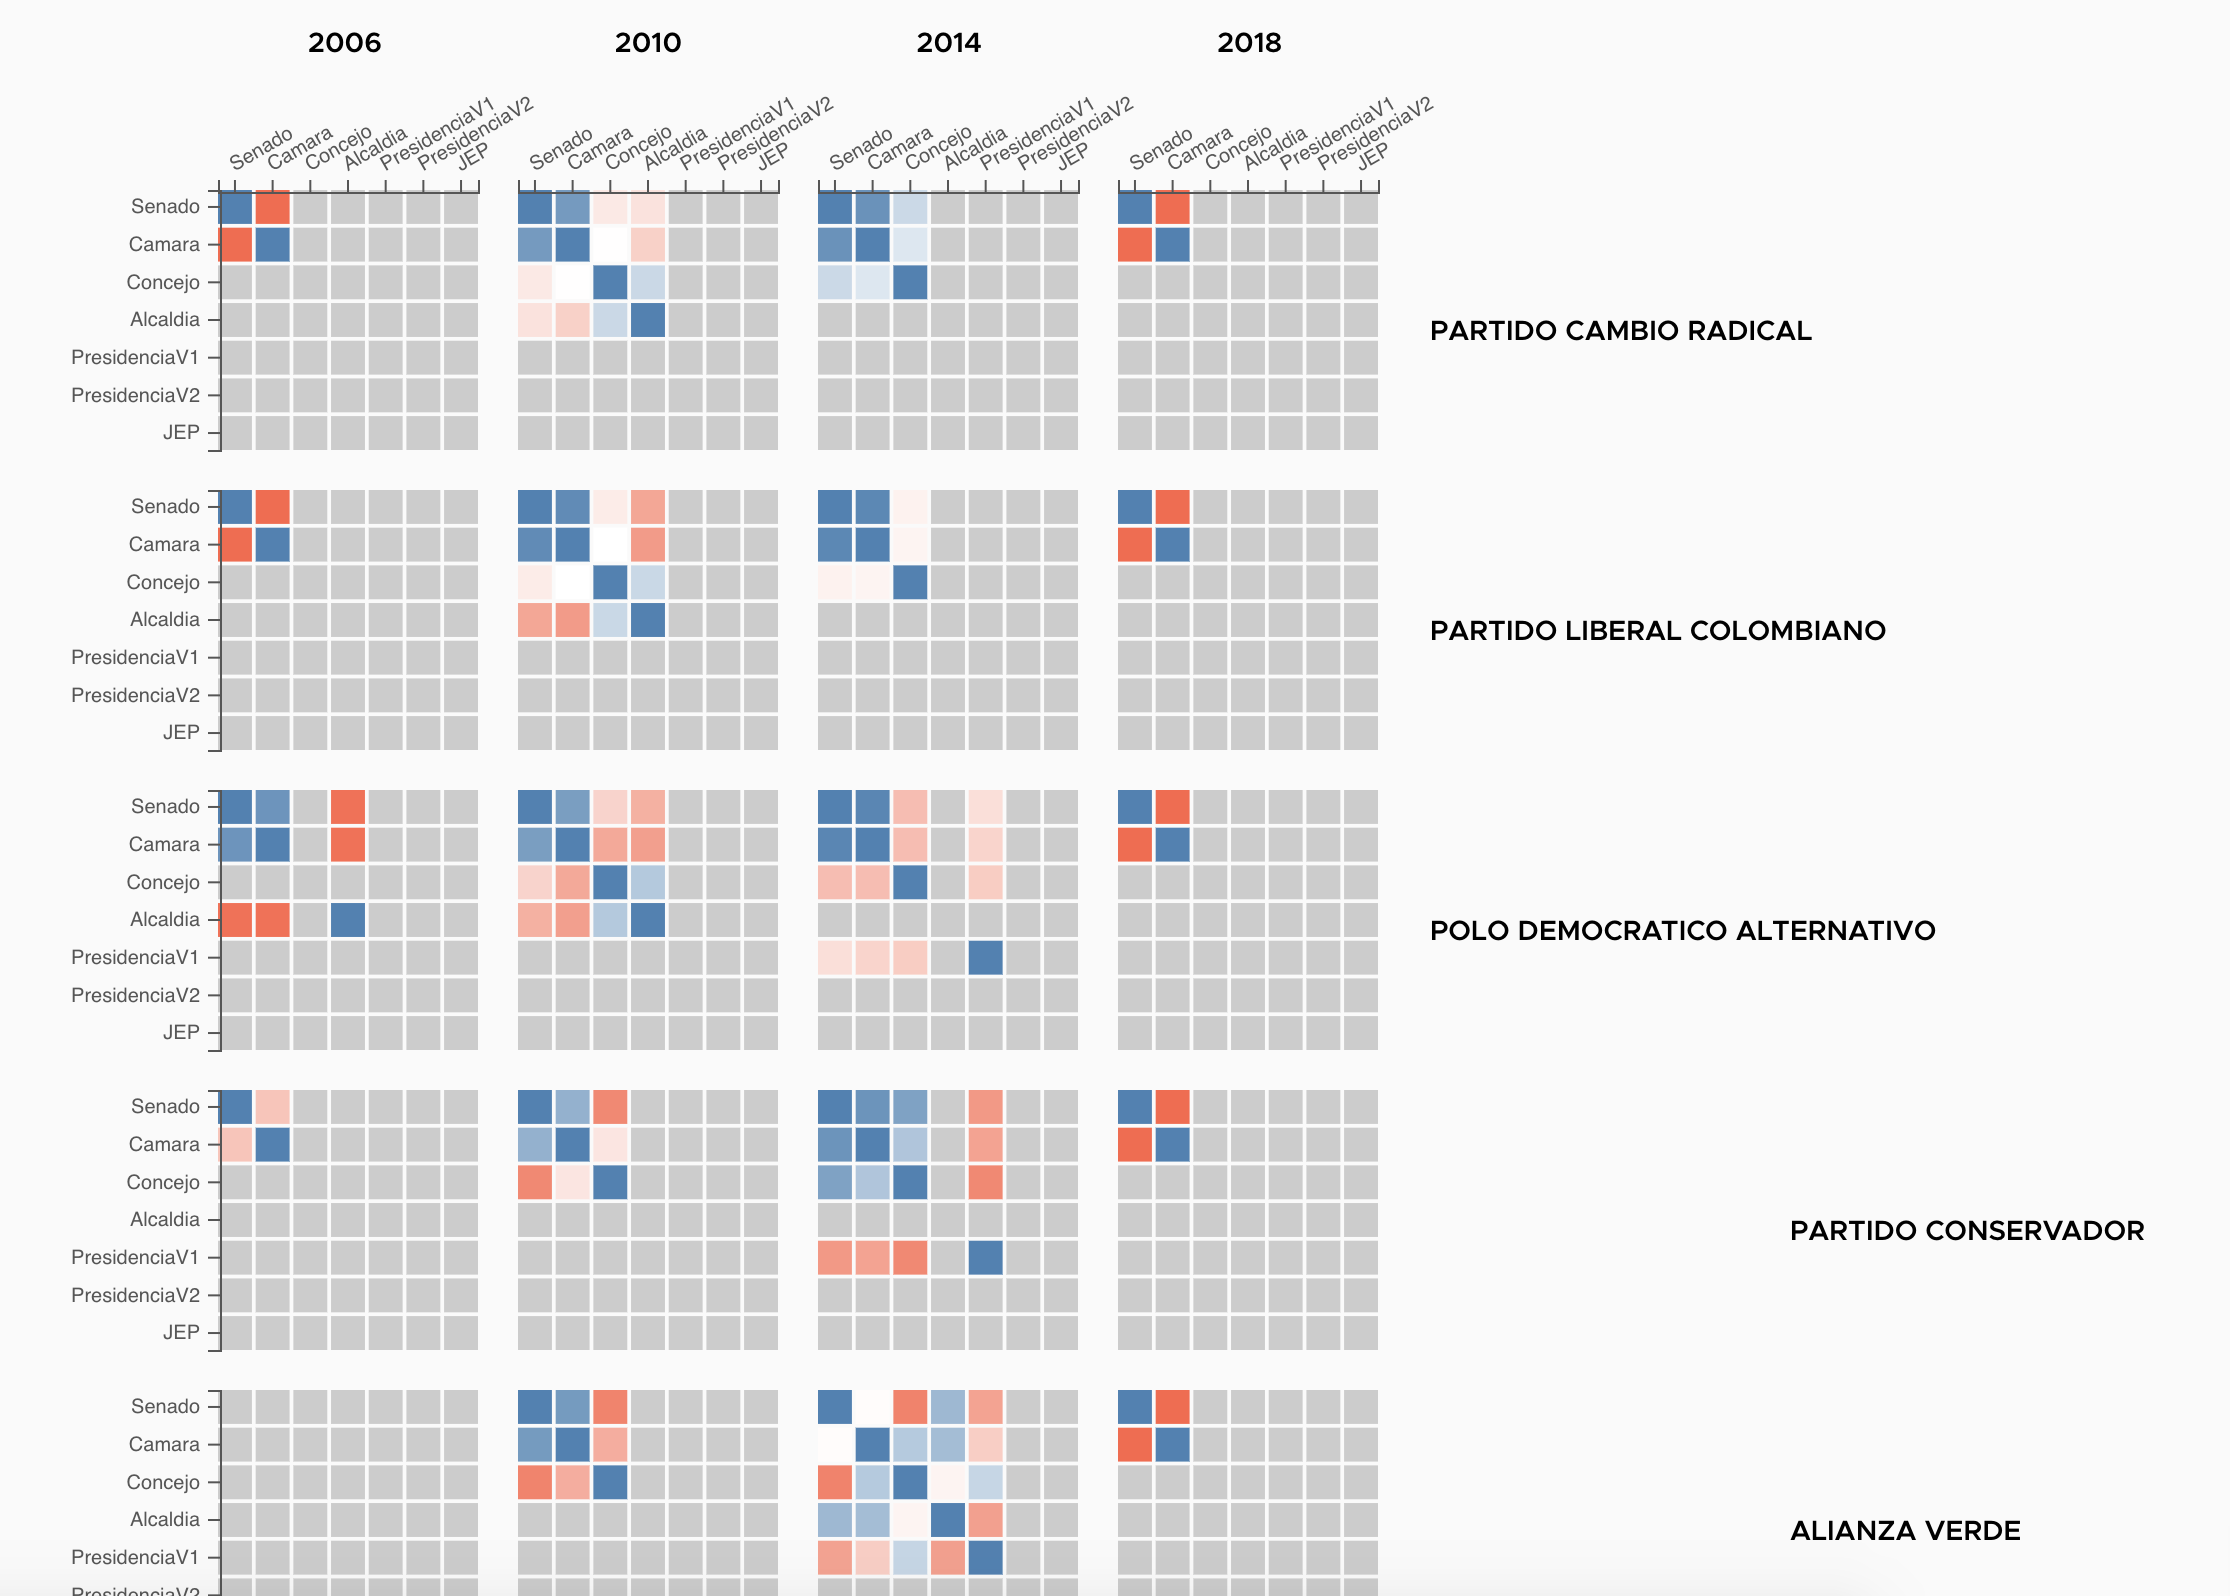 2006 2010 2014 2018
Senado Camara Concejo Alcaldia PresidenciaV1 PresidenciaV2 JEP Senado Camara Concejo Alcaldia PresidenciaV1 PresidenciaV2 JEP Senado Camara Concejo Alcaldia PresidenciaV1 PresidenciaV2 JEP Senado Camara Concejo Alcaldia PresidenciaV1 PresidenciaV2 JEP
Senado
Camara
Concejo
Alcaldia
PARTIDO CAMBIO RADICAL
PresidenciaV1
PresidenciaV2
JEP
Senado
Camara
Concejo
Alcaldia
PARTIDO LIBERAL COLOMBIANO
PresidenciaV1
PresidenciaV2
JEP
Senado
Camara
Concejo
Alcaldia
POLO DEMOCRATICO ALTERNATIVO
PresidenciaV1
PresidenciaV2
JEP
Senado
Camara
Concejo
Alcaldia
PARTIDO CONSERVADOR
PresidenciaV1
PresidenciaV2
JEP
Senado
Camara
Concejo
Alcaldia
ALIANZA VERDE
PresidenciaV1
PresidenciaV2